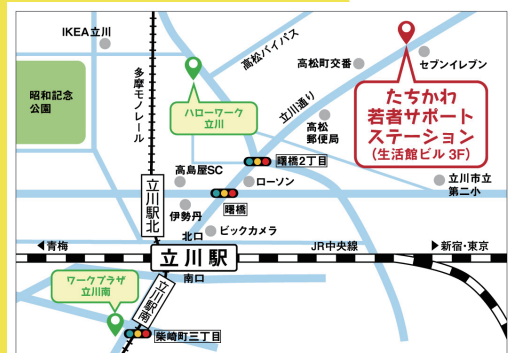 IKEA立川
高松バイパス
高松町交番
セブンイレブン
昭和記念
公園
多摩モノレール
ハローワーク
立川
立川通り
たちかわ
若者サポート
ステーション
(生活館ビル 3F)
高松
郵便局
曙橋2丁目
高島屋SC
ローソン
立川市立
第二小
立川駅北
伊勢丹
曙橋
北口
ビックカメラ
◀青梅
立川駅
JR中央線
▶新宿・東京
南口
ワークプラザ
立川南
立川駅南
柴崎町三丁目